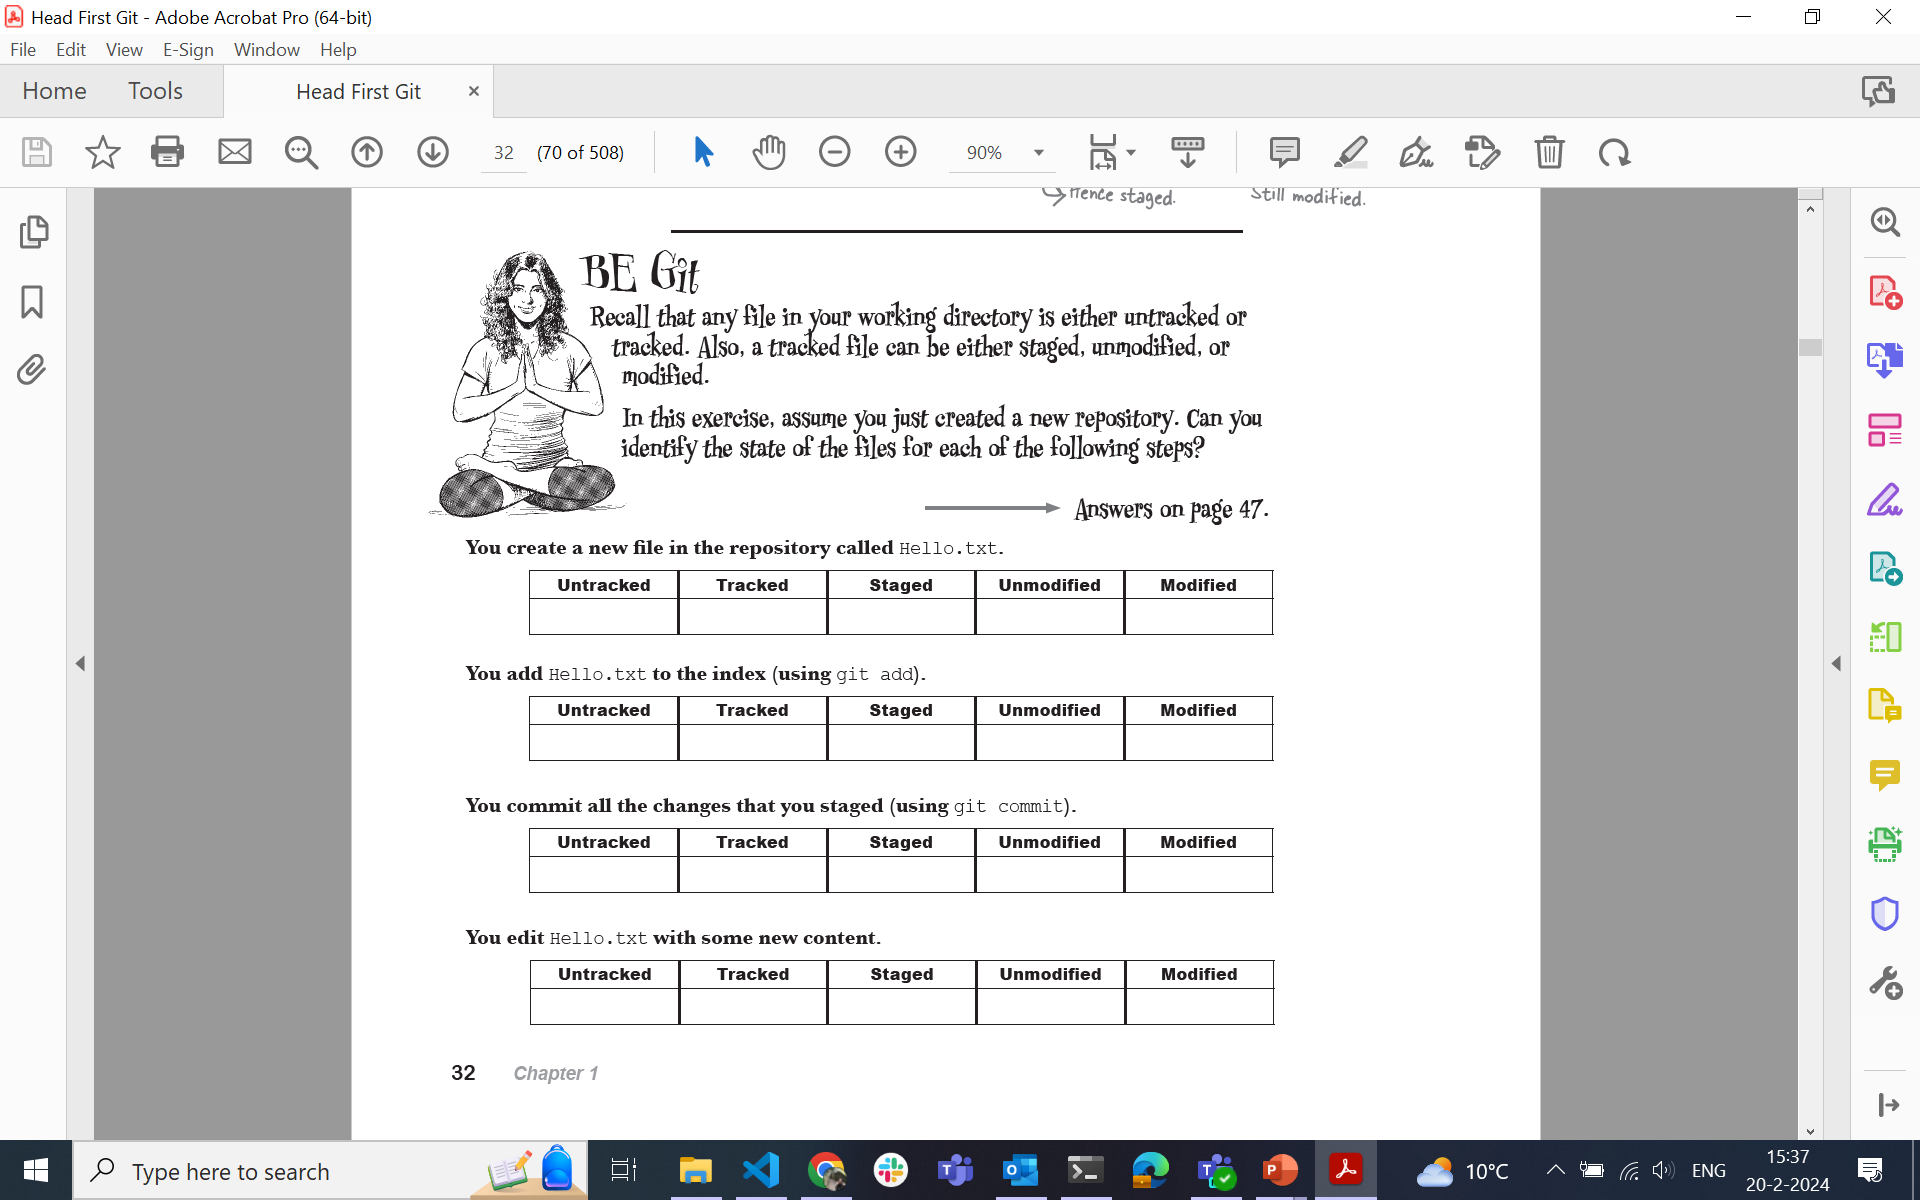 Head First Git - Adobe Acrobat Pro (64-bit)
File Edit View E-Sign Window Help
Home Tools Head First Git
32 (70 of 508) 90%
Hence staged. Still modified.
BE Git
Recall that any file in your working directory is either untracked or
tracked. Also, a tracked file can be either staged, unmodified, or
modified.
In this exercise, assume you just created a new repository. Can you
identify the state of the files for each of the following steps?
Answers on page 47.
You create a new file in the repository called Hello.txt.
Untracked Tracked Staged Unmodified Modified
You add Hello.txt to the index (using git add).
Untracked Tracked Staged Unmodified Modified
You commit all the changes that you staged (using git commit).
Untracked Tracked Staged Unmodified Modified
You edit Hello.txt with some new content.
Untracked Tracked Staged Unmodified Modified
32 Chapter 1
Type here to search
10°C ENG
15:37
20-2-2024